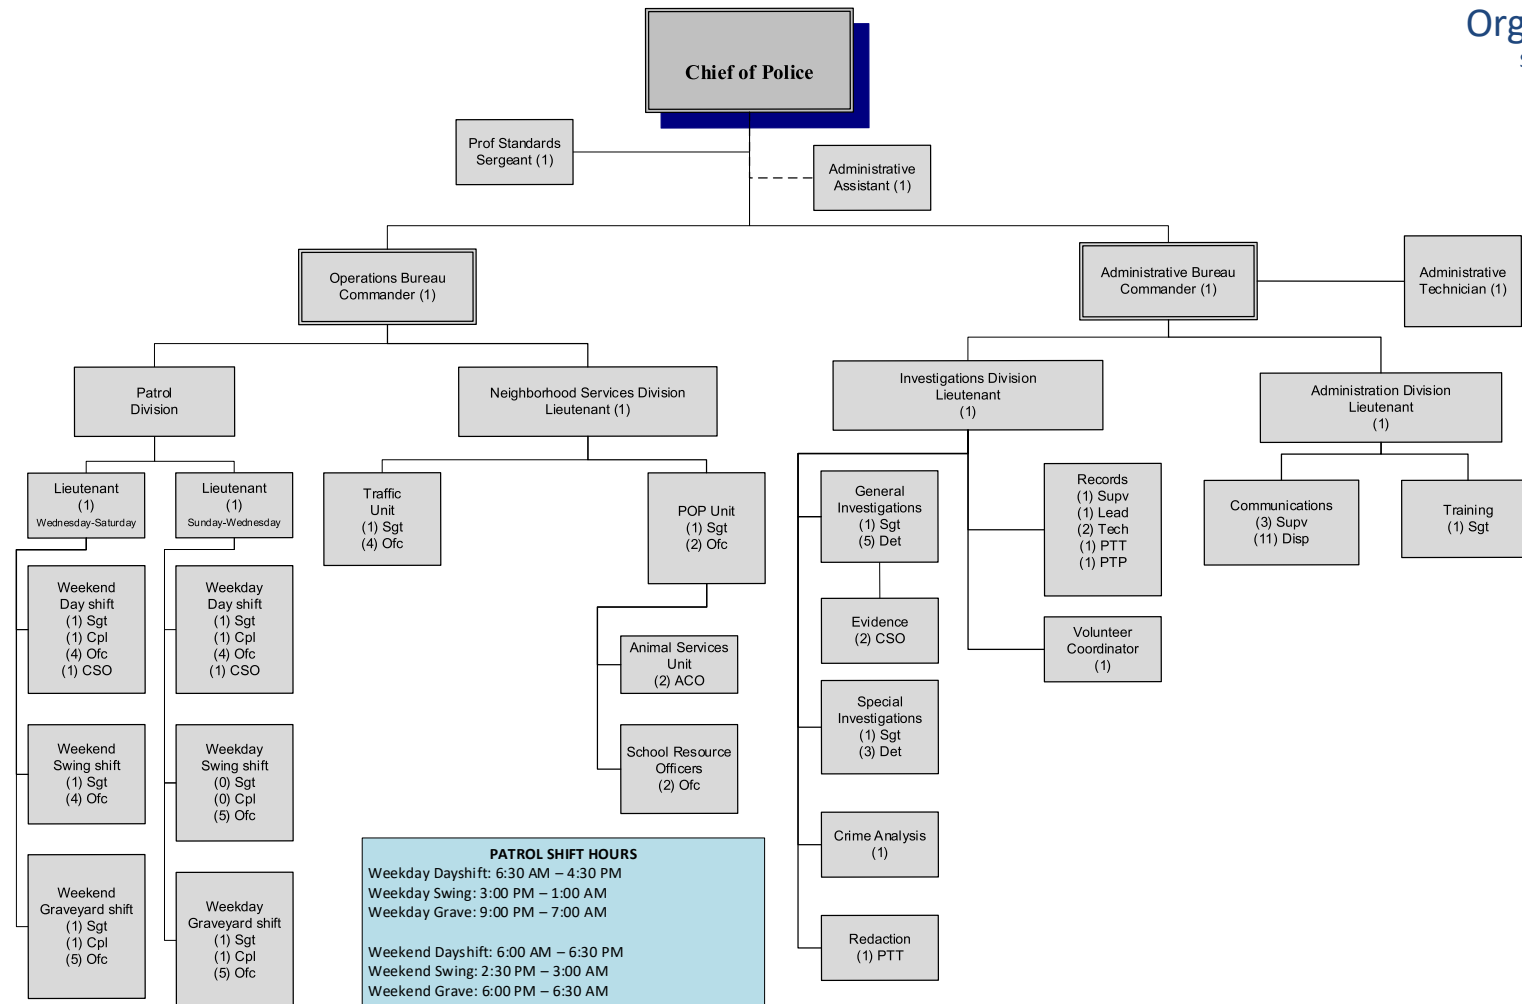 Org
Chief of Police
Prof Standards
Sergeant (1)
Administrative
Assistant (1)
Operations Bureau
Commander (1)
Administrative Bureau
Commander (1)
Administrative
Technician (1)
Patrol
Division
Neighborhood Services Division
Lieutenant (1)
Investigations Division
Lieutenant
(1)
Administration Division
Lieutenant
(1)
Lieutenant
(1)
Wednesday-Saturday
Lieutenant
(1)
Sunday-Wednesday
Traffic
Unit
(1) Sgt
(4) Ofc
POP Unit
(1) Sgt
(2) Ofc
General
Investigations
(1) Sgt
(5) Det
Records
(1) Supv
(1) Lead
(2) Tech
(1) PTT
(1) PTP
Communications
(3) Supv
(11) Disp
Training
(1) Sgt
Weekend
Day shift
(1) Sgt
(1) Cpl
(4) Ofc
(1) CSO
Weekday
Day shift
(1) Sgt
(1) Cpl
(4) Ofc
(1) CSO
Animal Services
Unit
(2) ACO
Evidence
(2) CSO
Volunteer
Coordinator
(1)
Weekend
Swing shift
(1) Sgt
(4) Ofc
Weekday
Swing shift
(0) Sgt
(0) Cpl
(5) Ofc
School Resource
Officers
(2) Ofc
Special
Investigations
(1) Sgt
(3) Det
Crime Analysis
(1)
Weekend
Graveyard shift
(1) Sgt
(1) Cpl
(5) Ofc
Weekday
Graveyard shift
(1) Sgt
(1) Cpl
(5) Ofc
Redaction
(1) PTT
PATROL SHIFT HOURS
Weekday Dayshift: 6:30 AM – 4:30 PM
Weekday Swing: 3:00 PM – 1:00 AM
Weekday Grave: 9:00 PM – 7:00 AM
Weekend Dayshift: 6:00 AM – 6:30 PM
Weekend Swing: 2:30 PM – 3:00 AM
Weekend Grave: 6:00 PM – 6:30 AM